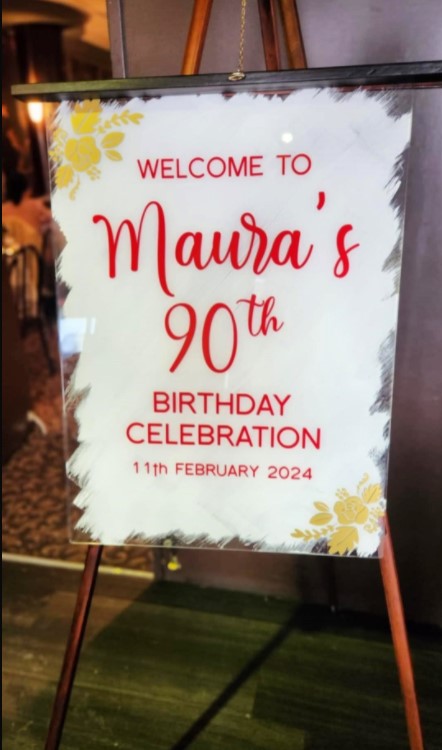 WELCOME TO
Maura's
90th
BIRTHDAY
CELEBRATION
11th FEBRUARY 2024